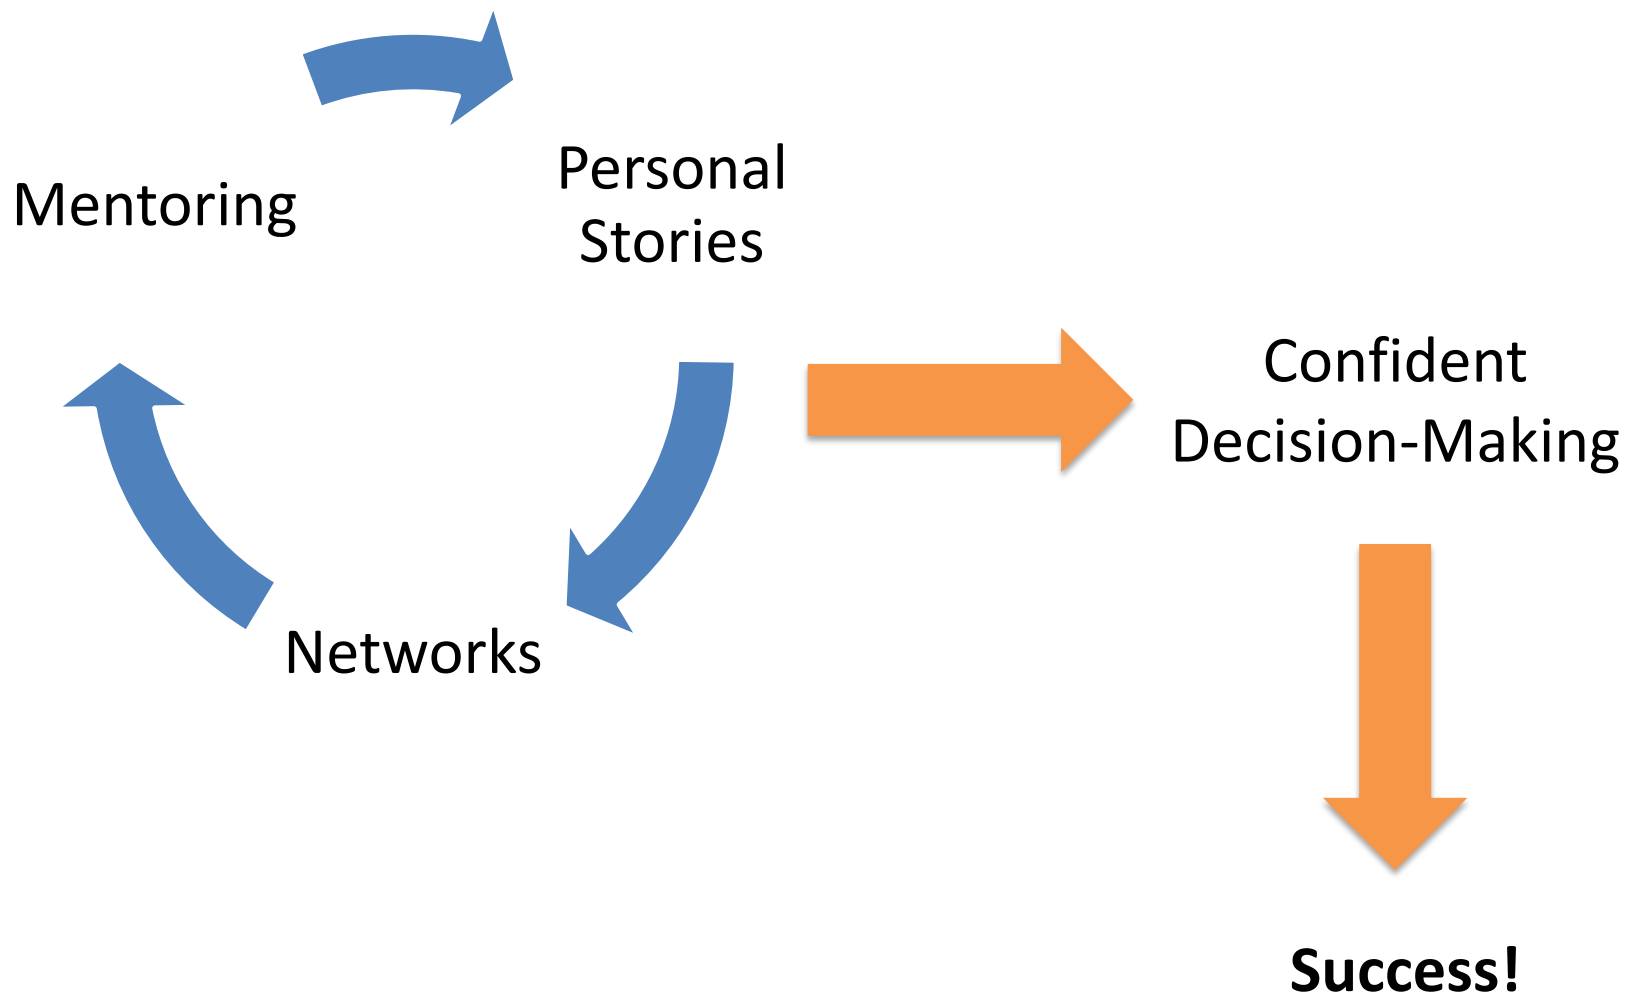 Mentoring
Personal
Stories
Networks
Confident
Decision-Making
Success!